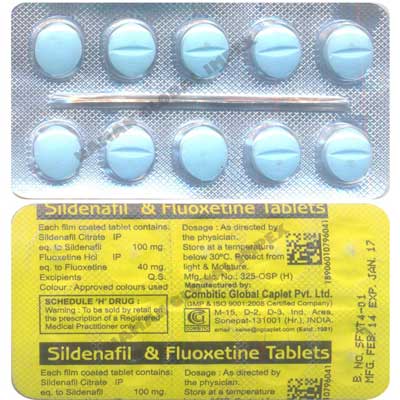 KAMAR GLOBE IMPEX
Sildenafil & Fluoxetine Tablets
Each film coated tablet contains:
Sildenafil Citrate IP
eq. to Sildenafil 100 mg.
Fluoxetine Hcl IP
eq. to Fluoxetine 40 mg.
Excipients Q.S.
Colour : Approved colours used
SCHEDULE 'H' DRUG :
Warning : To be sold by retail on
the prescription of a Registered
Medical Practitioner only
Dosage : As directed by
the physician.
Store at a temperature
below 30ºC. Protect from
light & Moisture.
Mfg. Lic. No.: 325-OSP (H)
Manufactured by:
Combitic Global Caplet Pvt. Ltd.
(GMP & ISO 9001:2008 Certified Company)
M-15, D-2, D-3, Ind. Area,
Sonepat-131001 (Hr.), INDIA.
(Estd. : 1981)
COMBITIC
18906010796041
Sildenafil & Fluoxetine Tablets
Each film coated tablet contains:
Sildenafil Citrate IP
eq. to Sildenafil 100 mg
Dosage : As directed by
the physician.
Store at a temperature
B. NO. SFXT4-01
MFG. FEB. 14 EXP. JAN. 17